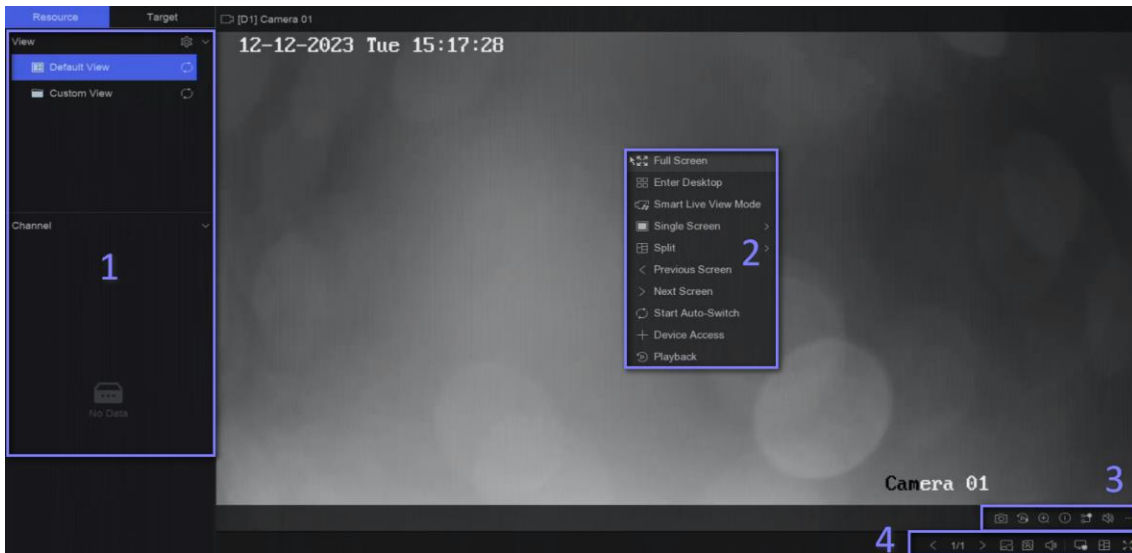 Resource
Target
[D1] Camera 01
View
12-12-2023 Tue 15:17:28
Default View
Custom View
Full Screen
Enter Desktop
Smart Live View Mode
Single Screen
Split
2
Previous Screen
Next Screen
Start Auto-Switch
Device Access
Playback
Channel
1
No Data
Camera 01
3
4
1/1